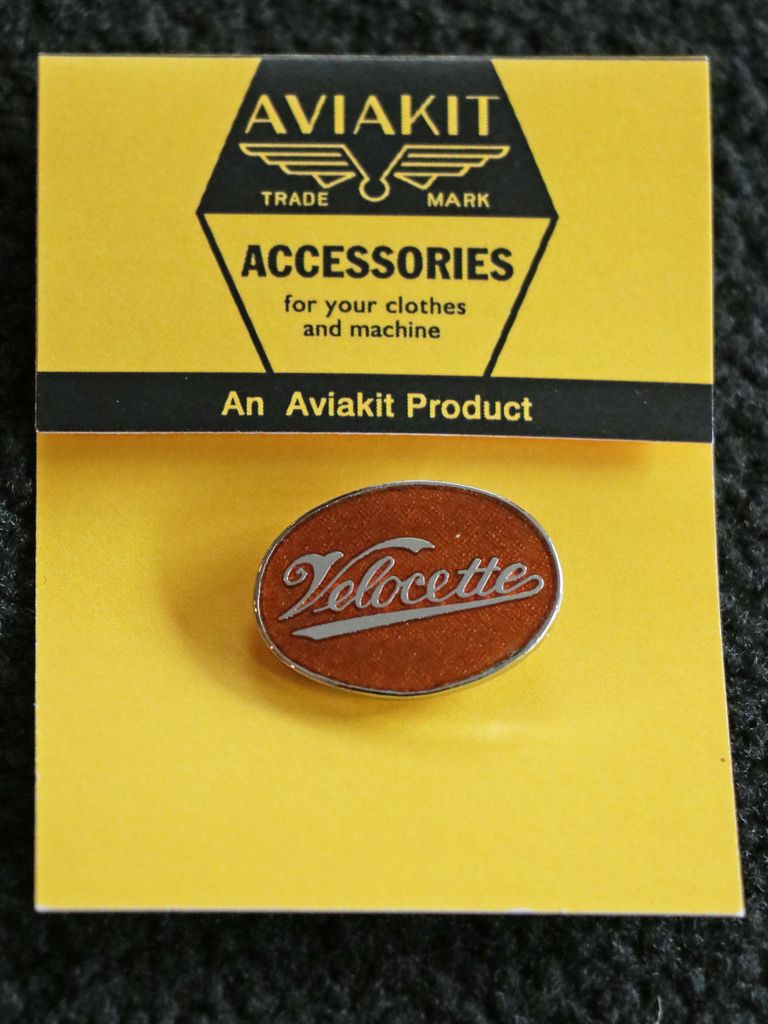 AVIAKIT
TRADE MARK
ACCESSORIES
for your clothes
and machine
An Aviakit Product
Velocette